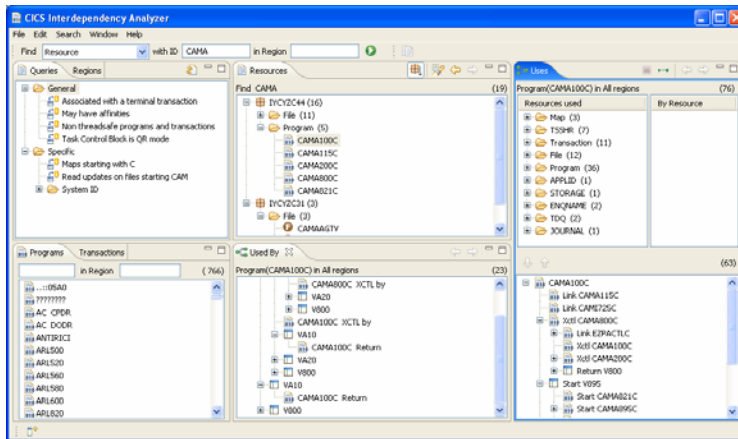 CICS Interdependency Analyzer
File Edit Search Window Help
Find Resource with ID CAMA in Region
Queries Regions
General
Associated with a terminal transaction
May have affinities
Non threadsafe programs and transactions
Task Control Block is QR mode
Specific
Maps starting with C
Read updates on files starting CAM
System ID
Resources
Find CAMA (19)
IYCYZC44 (16)
File (11)
Program (5)
CAMA100C
CAMA115C
CAMA200C
CAMA800C
CAMA821C
IYCYZC31 (3)
File (3)
CAMAAGTV
Uses
Program(CAMA100C) in All regions (76)
Resources used
Map (3)
TSSHR (7)
Transaction (11)
File (12)
Program (36)
APPLID (1)
STORAGE (1)
ENQNAME (2)
TDQ (2)
JOURNAL (1)
By Resource
Programs Transactions
in Region (766)
..::05A0
????????
AC CPDR
AC DODR
ANTIRICI
ARL500
ARL520
ARL560
ARL580
ARL600
ARL820
Used By
Program(CAMA100C) in All regions (23)
CAMA800C XCTL by
VA20
V800
CAMA100C XCTL by
VA10
CAMA100C Return
VA20
V800
VA10
CAMA100C Return
V800
(63)
CAMA100C
Link CAMA115C
Link CAMI725C
Xctl CAMA800C
Link EZPACTLC
Xctl CAMA100C
Xctl CAMA200C
Return V800
Start V895
Start CAMA821C
Start CAMA895C